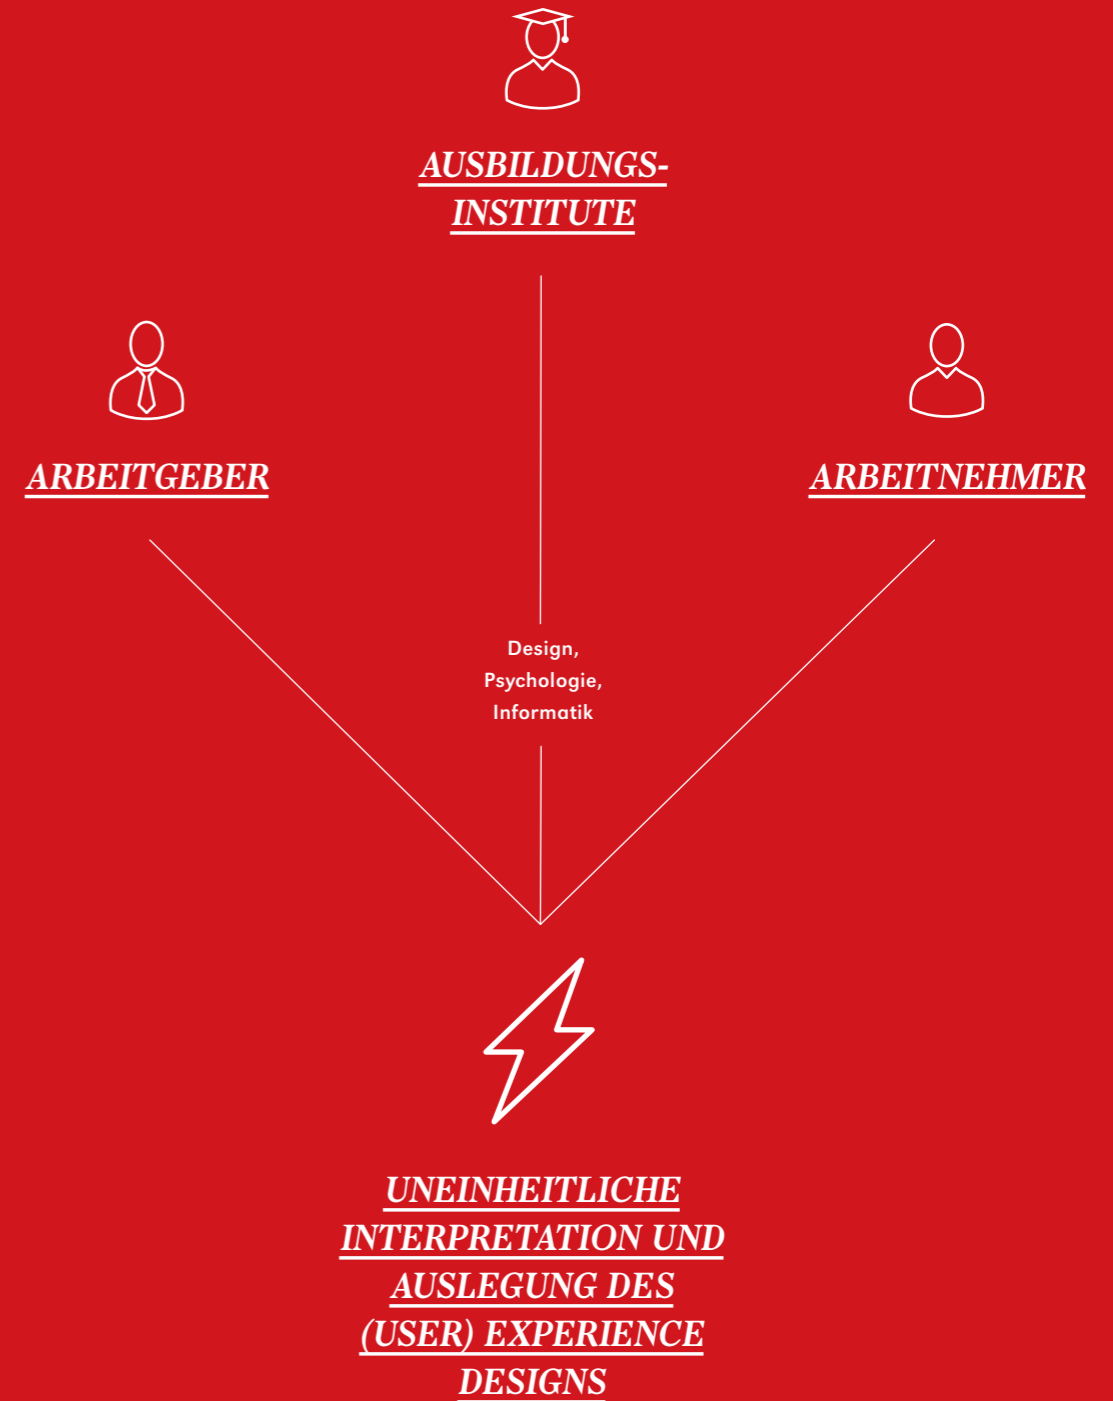 AUSBILDUNGS-
INSTITUTE
ARBEITGEBER
ARBEITNEHMER
Design,
Psychologie,
Informatik
UNEINHEITLICHE
INTERPRETATION UND
AUSLEGUNG DES
(USER) EXPERIENCE
DESIGNS